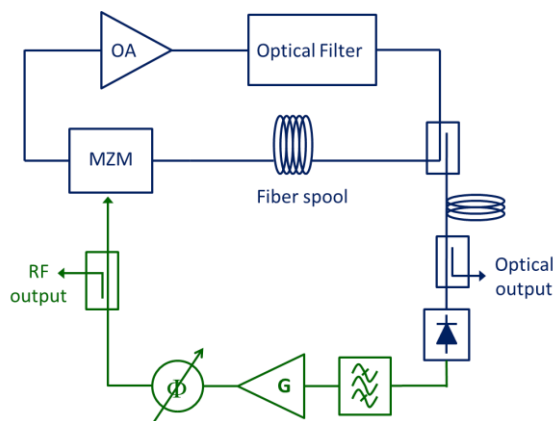 OA
Optical Filter
MZM
Fiber spool
RF
output
Optical
output
Φ
G